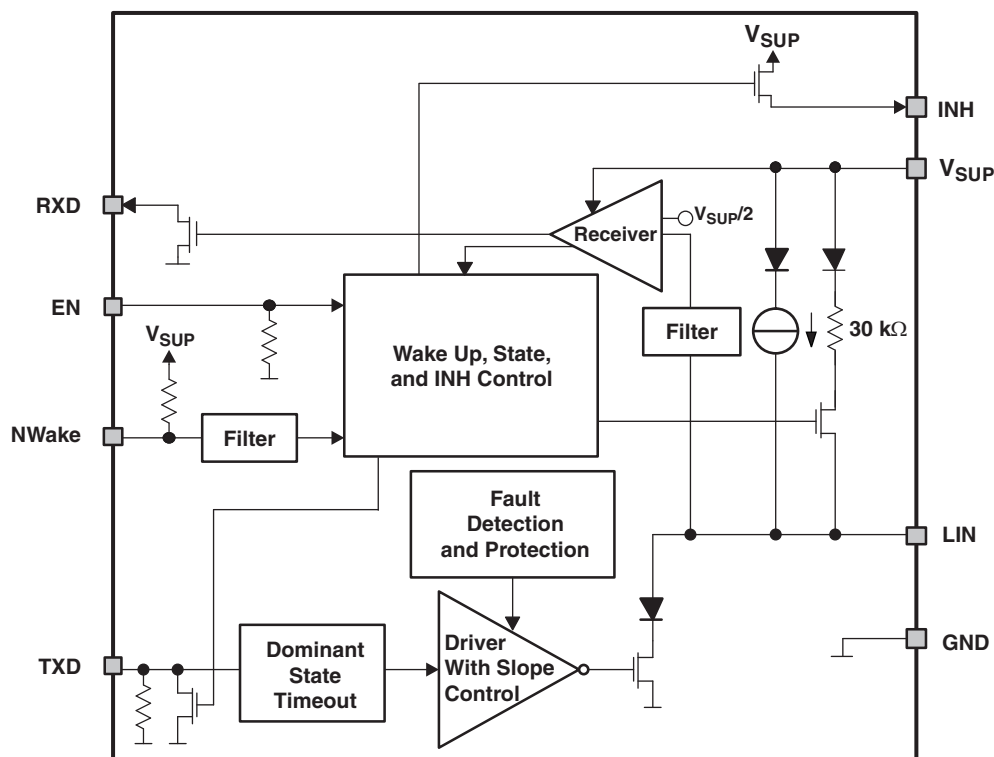 V_SUP
INH
V_SUP
RXD
V_SUP/2
Receiver
EN
V_SUP
Filter
30 kΩ
Wake Up, State,
and INH Control
NWake
Filter
Fault
Detection
and Protection
LIN
Driver
With Slope
Control
GND
TXD
Dominant
State
Timeout